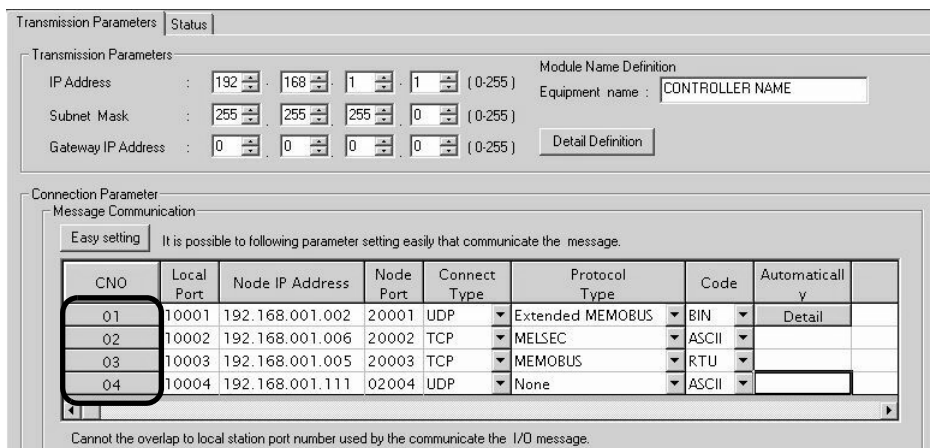 Transmission Parameters Status
Transmission Parameters
IP Address : 192 . 168 . 1 . 1 ( 0-255 )
Subnet Mask : 255 . 255 . 255 . 0 ( 0-255 )
Gateway IP Address : 0 . 0 . 0 . 0 ( 0-255 )
Module Name Definition
Equipment name : CONTROLLER NAME
Detail Definition
Connection Parameter
Message Communication
Easy setting It is possible to following parameter setting easily that communicate the message.
CNO Local Port Node IP Address Node Port Connect Type Protocol Type Code Automatically
01 10001 192.168.001.002 20001 UDP Extended MEMOBUS BIN Detail
02 10002 192.168.001.006 20002 TCP MELSEC ASCII
03 10003 192.168.001.005 20003 TCP MEMOBUS RTU
04 10004 192.168.001.111 02004 UDP None ASCII
Cannot the overlap to local station port number used by the communicate the I/O message.